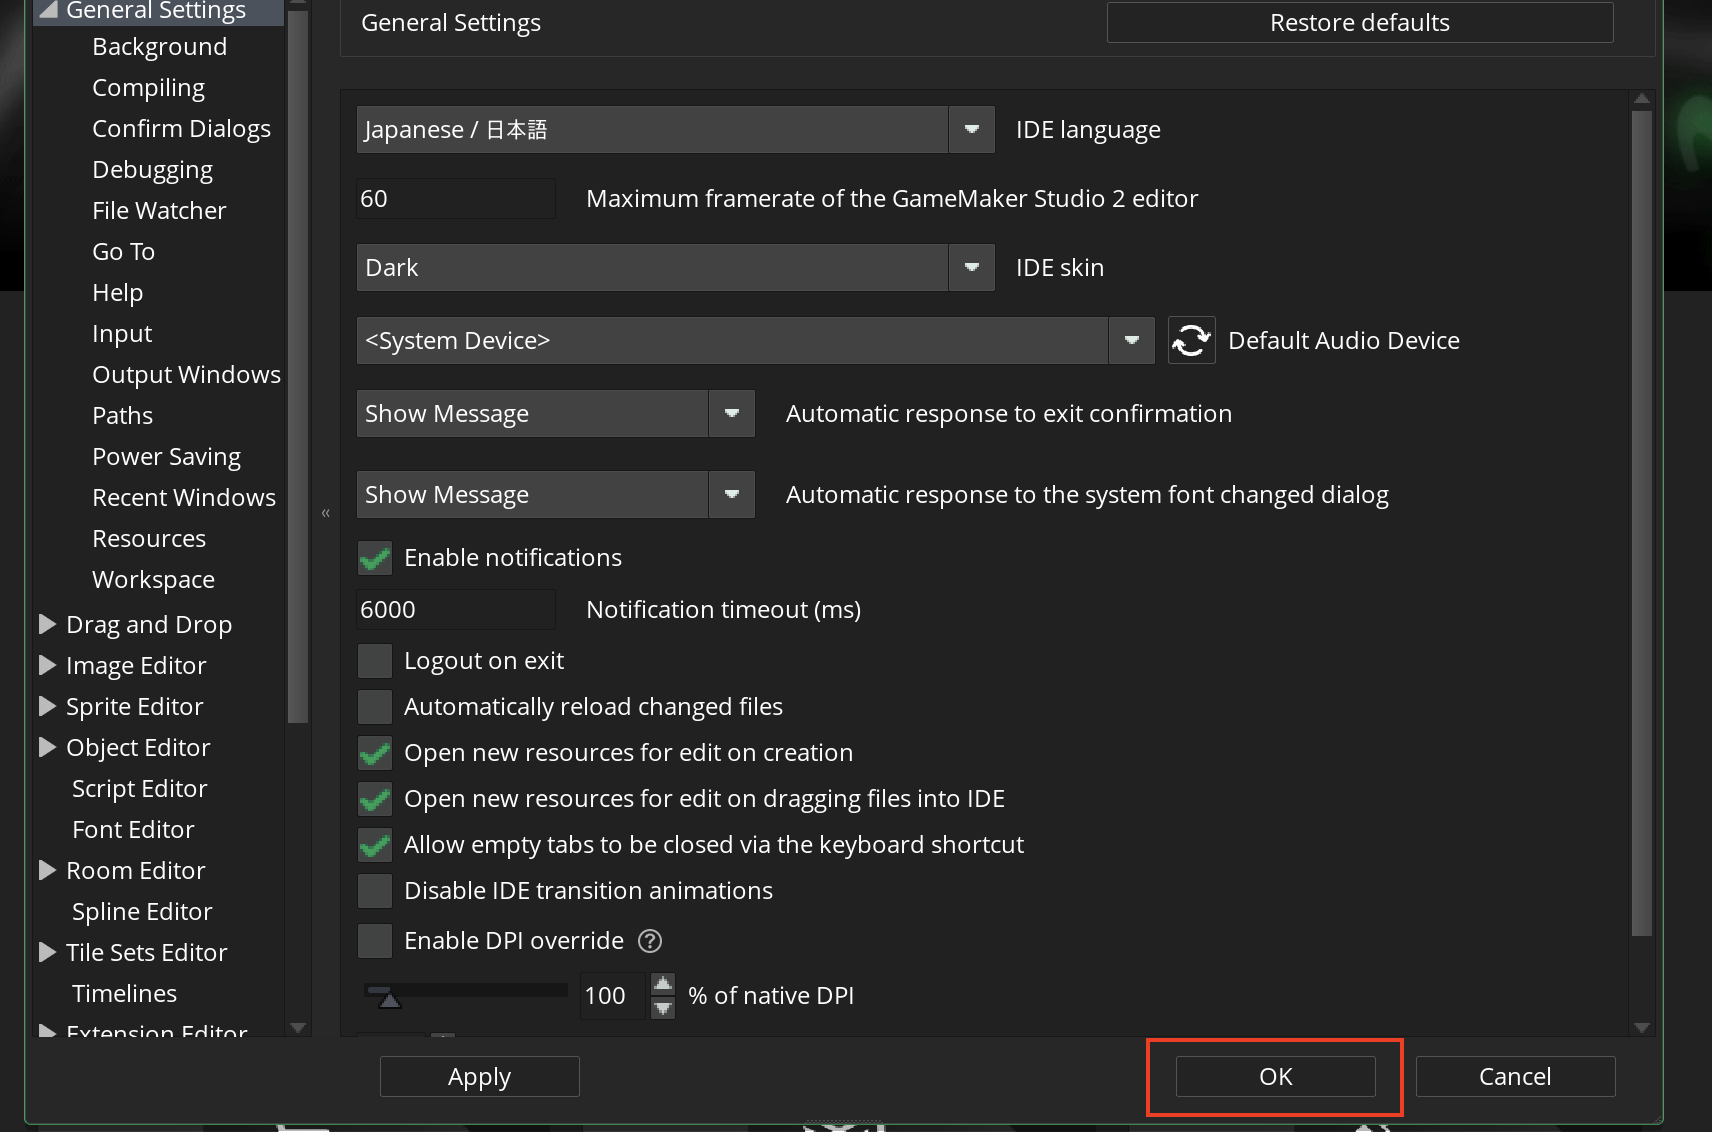 General Settings
Background
Compiling
Confirm Dialogs
Debugging
File Watcher
Go To
Help
Input
Output Windows
Paths
Power Saving
Recent Windows
Resources
Workspace
Drag and Drop
Image Editor
Sprite Editor
Object Editor
Script Editor
Font Editor
Room Editor
Spline Editor
Tile Sets Editor
Timelines
Extension Editor
«
General Settings
Restore defaults
Japanese / 日本語 IDE language
60 Maximum framerate of the GameMaker Studio 2 editor
Dark IDE skin
<System Device> Default Audio Device
Show Message Automatic response to exit confirmation
Show Message Automatic response to the system font changed dialog
Enable notifications
6000 Notification timeout (ms)
Logout on exit
Automatically reload changed files
Open new resources for edit on creation
Open new resources for edit on dragging files into IDE
Allow empty tabs to be closed via the keyboard shortcut
Disable IDE transition animations
Enable DPI override ?
100 % of native DPI
Apply
OK
Cancel